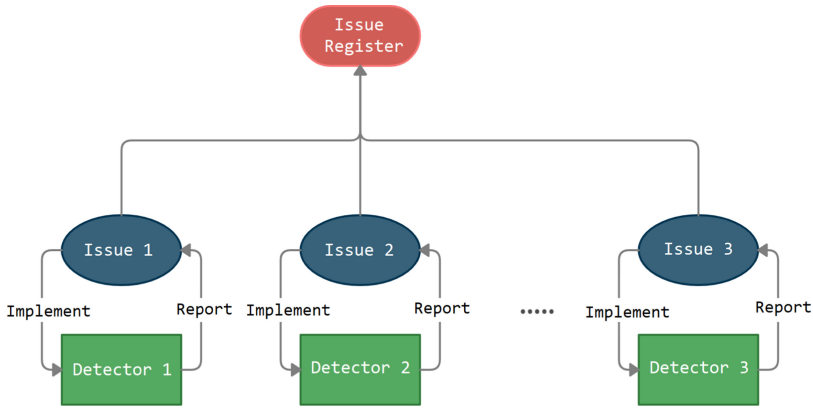 Issue
Register
Issue 1
Issue 2
Issue 3
Implement
Report
Implement
Report
.....
Implement
Report
Detector 1
Detector 2
Detector 3